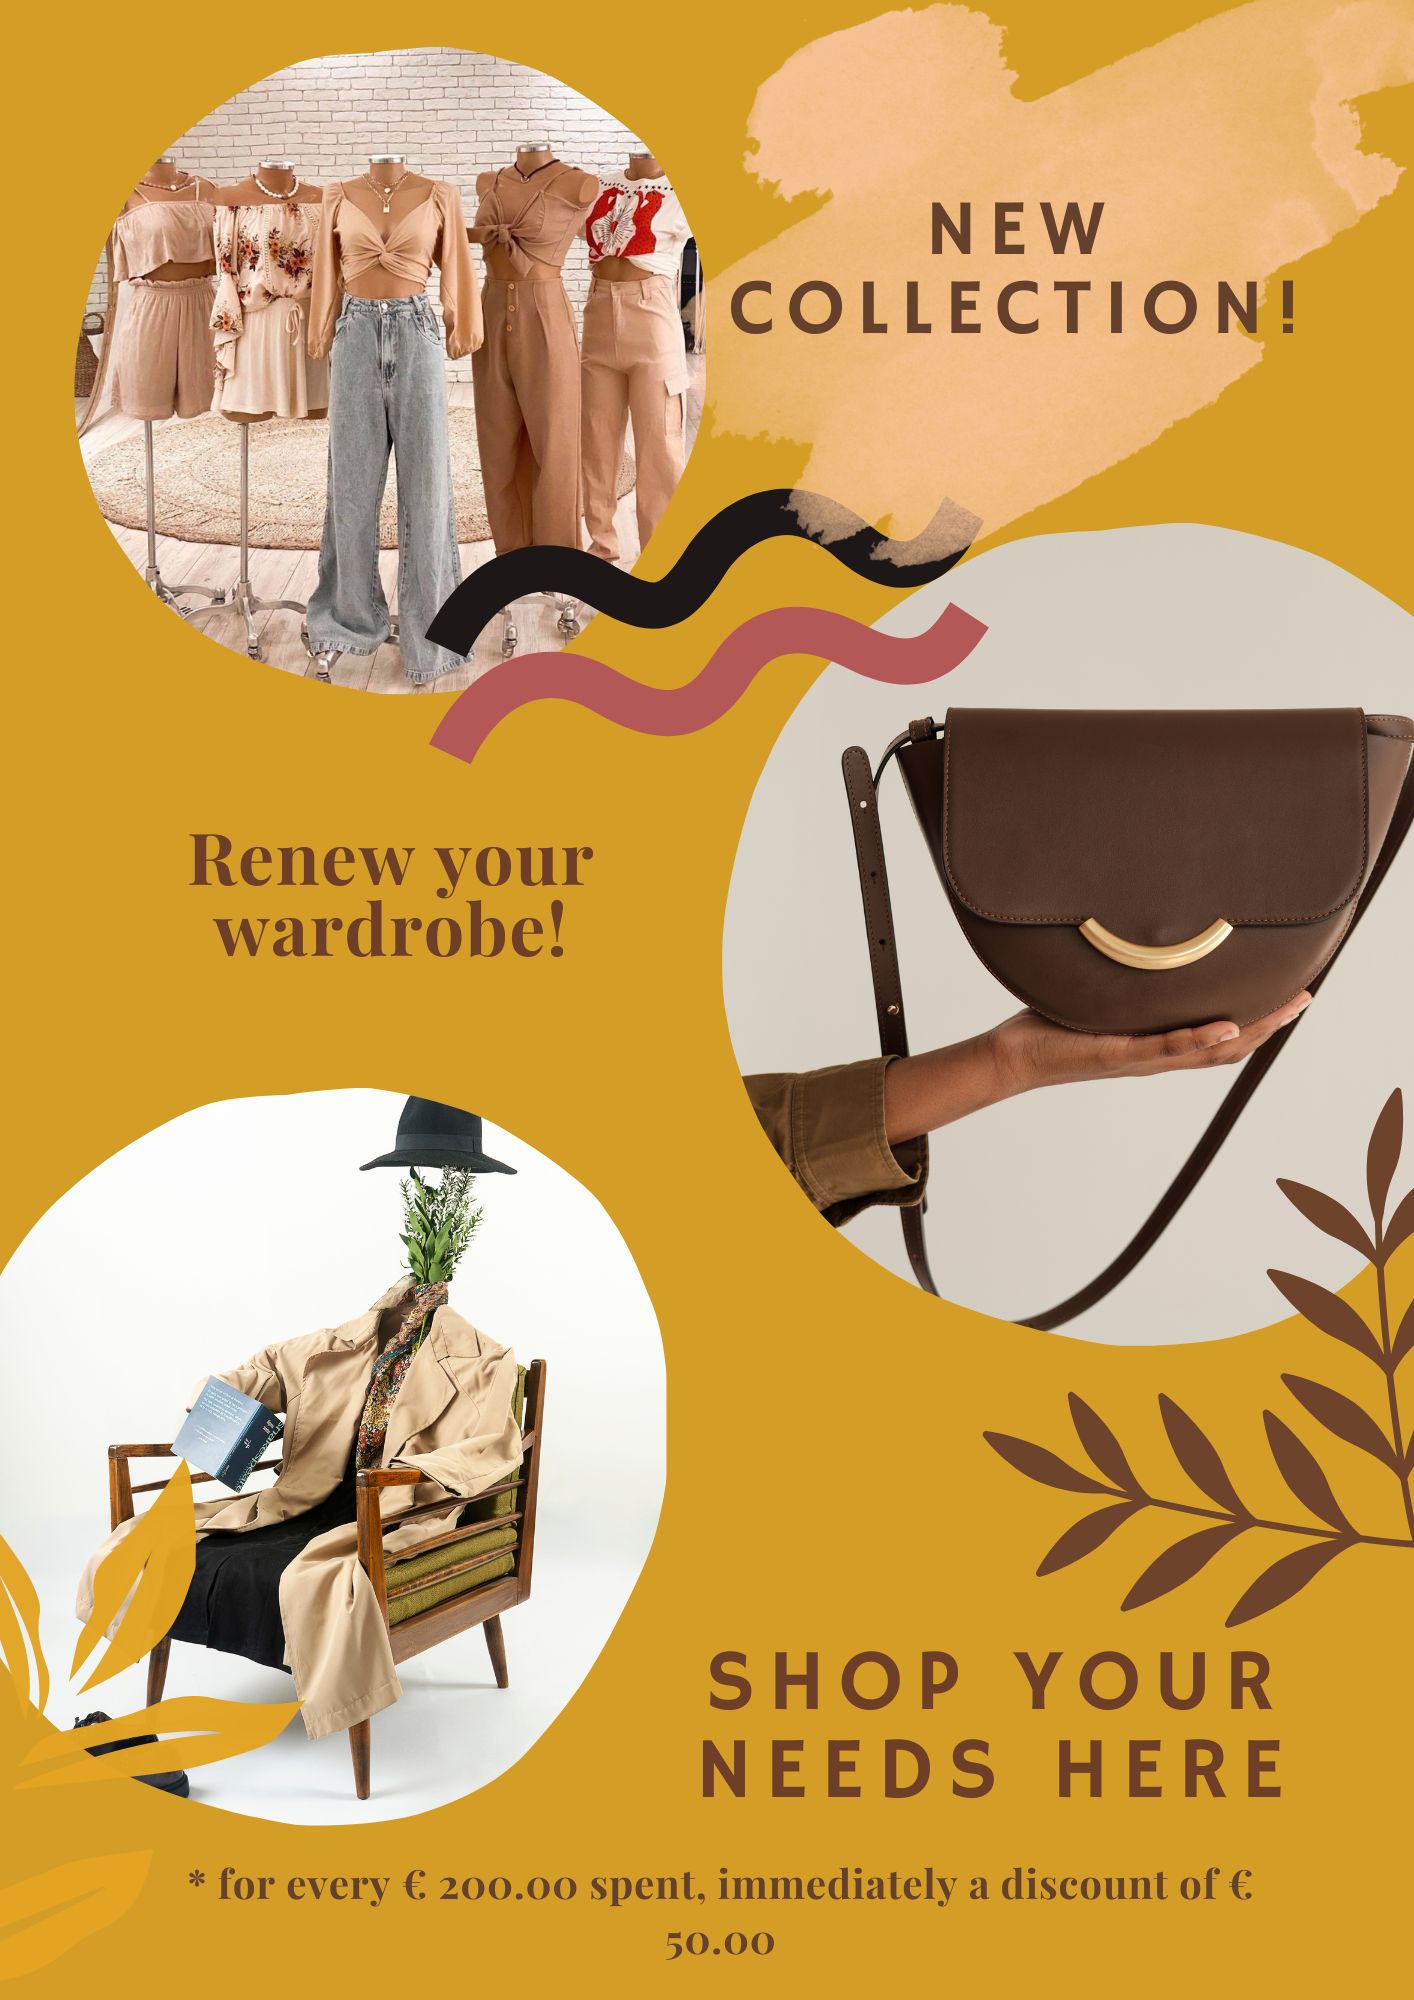 NEW
COLLECTION!
Renew your
wardrobe!
SHOP YOUR
NEEDS HERE
* for every € 200.00 spent, immediately a discount of €
50.00